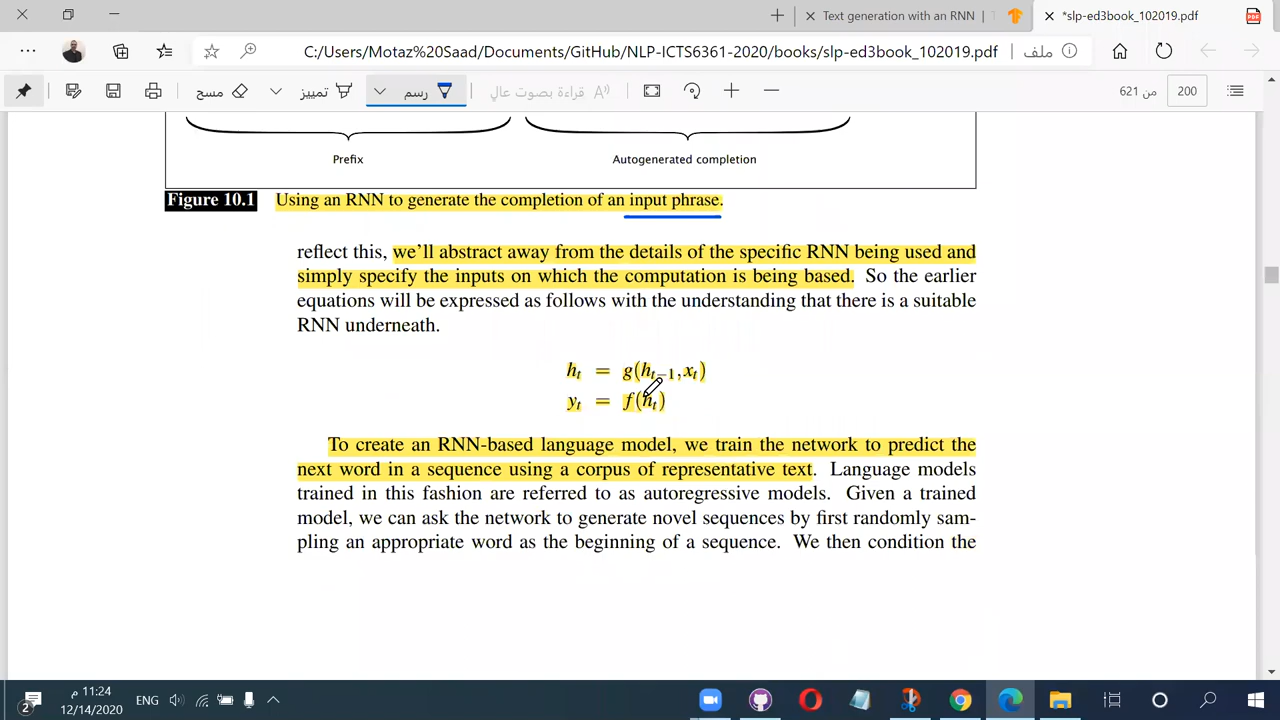 Text generation with an RNN | T
*slp-ed3book_102019.pdf
C:/Users/Motaz%20Saad/Documents/GitHub/NLP-ICTS6361-2020/books/slp-ed3book_102019.pdf
ملف
مسح
تمييز
رسم
قراءة بصوت عالٍ
621 من
200
Prefix
Autogenerated completion
Figure 10.1 Using an RNN to generate the completion of an input phrase.
reflect this, we’ll abstract away from the details of the specific RNN being used and
simply specify the inputs on which the computation is being based. So the earlier
equations will be expressed as follows with the understanding that there is a suitable
RNN underneath.
h_t = g(h_{t−1}, x_t)
y_t = f(h_t)
To create an RNN-based language model, we train the network to predict the
next word in a sequence using a corpus of representative text. Language models
trained in this fashion are referred to as autoregressive models. Given a trained
model, we can ask the network to generate novel sequences by first randomly sam-
pling an appropriate word as the beginning of a sequence. We then condition the
2
م 11:24
12/14/2020
ENG